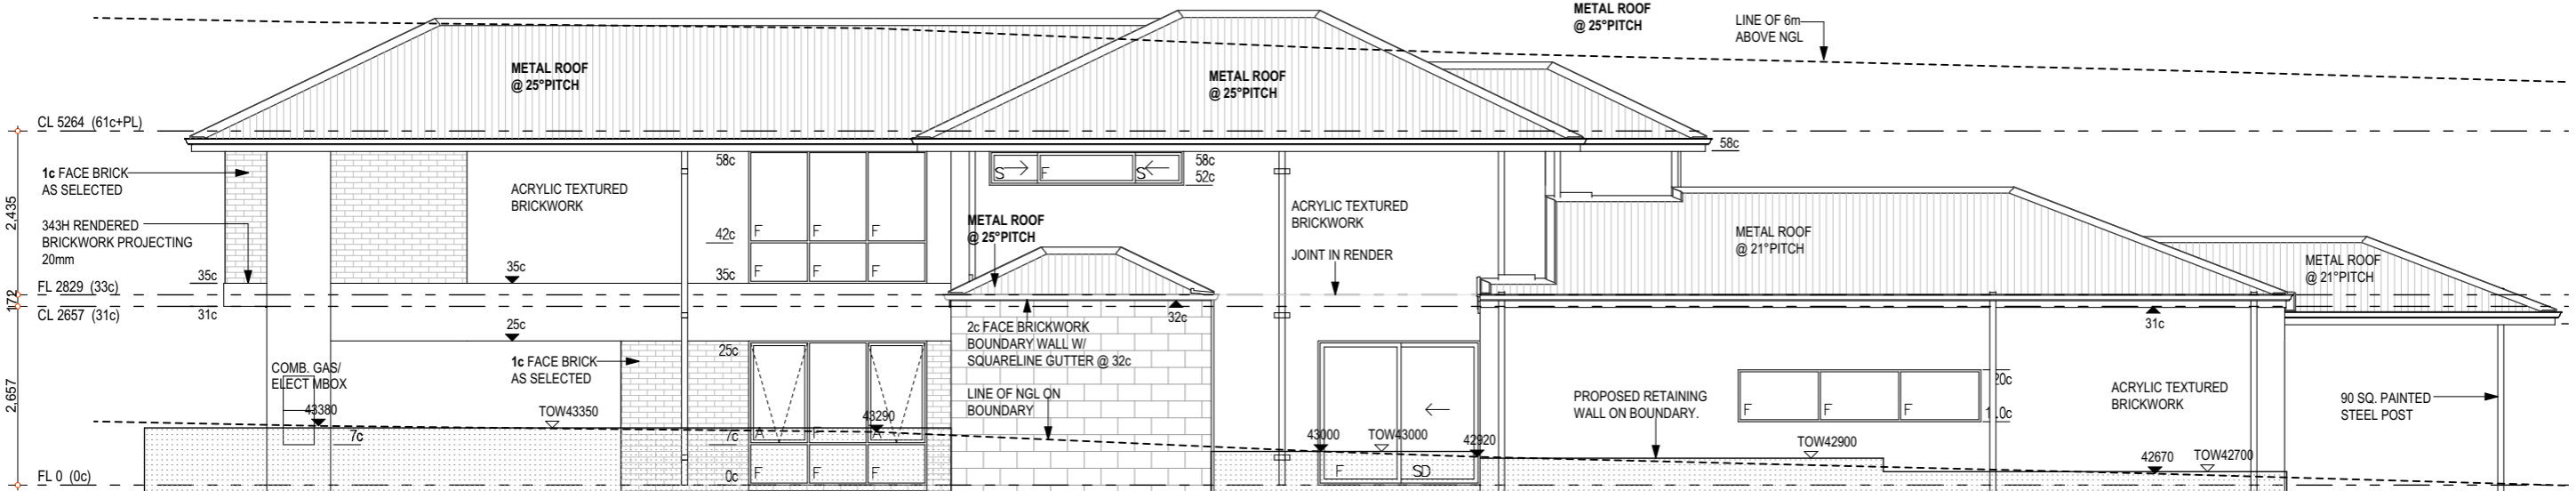 METAL ROOF
@ 25°PITCH
LINE OF 6m
ABOVE NGL
METAL ROOF
@ 25°PITCH
METAL ROOF
@ 25°PITCH
CL 5264 (61c+PL)
58c
1c FACE BRICK
AS SELECTED
ACRYLIC TEXTURED
BRICKWORK
58c
S F S
58c
52c
2,435
343H RENDERED
BRICKWORK PROJECTING
20mm
F F F
42c
METAL ROOF
@ 25°PITCH
ACRYLIC TEXTURED
BRICKWORK
METAL ROOF
@ 21°PITCH
JOINT IN RENDER
METAL ROOF
@ 21°PITCH
35c
35c
35c
F F F
FL 2829 (33c)
172
CL 2657 (31c)
31c
25c
32c
31c
2c FACE BRICKWORK
BOUNDARY WALL W/
SQUARELINE GUTTER @ 32c
1c FACE BRICK
AS SELECTED
25c
COMB. GAS/
ELECT MBOX
LINE OF NGL ON
BOUNDARY
PROPOSED RETAINING
WALL ON BOUNDARY.
F F F
20c
ACRYLIC TEXTURED
BRICKWORK
90 SQ. PAINTED
STEEL POST
2,657
43380
TOW43350
43290
7c
7c
A F A
43000
TOW43000
42920
TOW42900
42670
TOW42700
FL 0 (0c)
0c
F F F
F SD